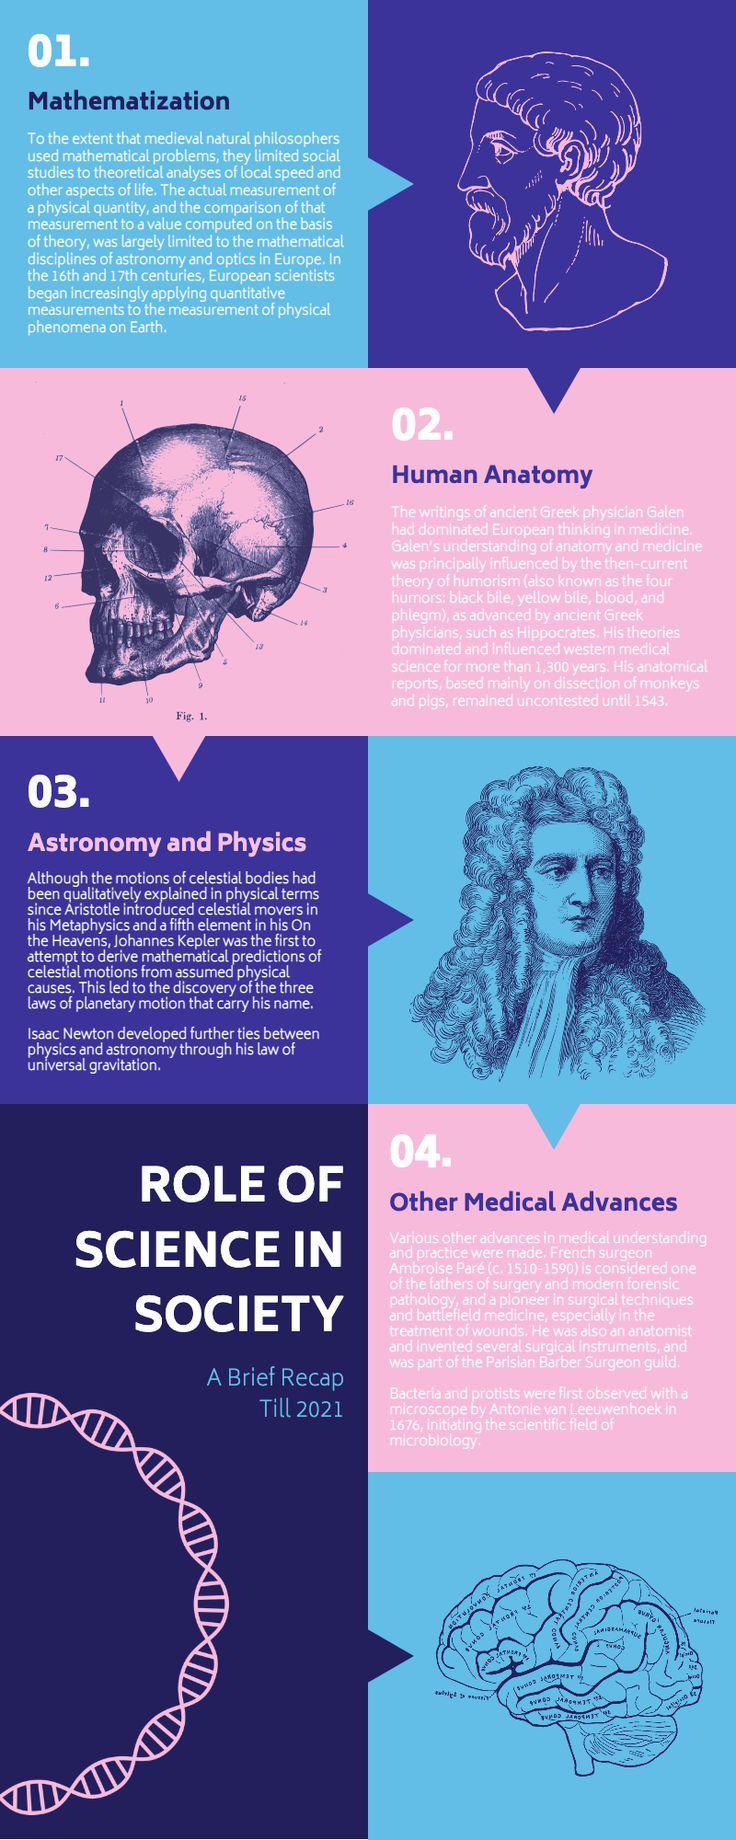 01.
Mathematization
To the extent that medieval natural philosophers
used mathematical problems, they limited social
studies to theoretical analyses of local speed and
other aspects of life. The actual measurement of
a physical quantity, and the comparison of that
measurement to a value computed on the basis
of theory, was largely limited to the mathematical
disciplines of astronomy and optics in Europe. In
the 16th and 17th centuries, European scientists
began increasingly applying quantitative
measurements to the measurement of physical
phenomena on Earth.
1
15
2
17
16
7
8
4
12
3
6
14
13
5
9
11
10
Fig. 1.
02.
Human Anatomy
The writings of ancient Greek physician Galen
had dominated European thinking in medicine.
Galen's understanding of anatomy and medicine
was principally influenced by the then-current
theory of humorism (also known as the four
humors: black bile, yellow bile, blood, and
phlegm), as advanced by ancient Greek
physicians, such as Hippocrates. His theories
dominated and influenced western medical
science for more than 1,300 years. His anatomical
reports, based mainly on dissection of monkeys
and pigs, remained uncontested until 1543.
03.
Astronomy and Physics
Although the motions of celestial bodies had
been qualitatively explained in physical terms
since Aristotle introduced celestial movers in
his Metaphysics and a fifth element in his On
the Heavens, Johannes Kepler was the first to
attempt to derive mathematical predictions of
celestial motions from assumed physical
causes. This led to the discovery of the three
laws of planetary motion that carry his name.
Isaac Newton developed further ties between
physics and astronomy through his law of
universal gravitation.
ROLE OF
SCIENCE IN
SOCIETY
A Brief Recap
Till 2021
04.
Other Medical Advances
Various other advances in medical understanding
and practice were made. French surgeon
Ambroise Paré (c. 1510-1590) is considered one
of the fathers of surgery and modern forensic
pathology, and a pioneer in surgical techniques
and battlefield medicine, especially in the
treatment of wounds. He was also an anatomist
and invented several surgical instruments, and
was part of the Parisian Barber Surgeon guild.
Bacteria and protists were first observed with a
microscope by Antonie van Leeuwenhoek in
1676, initiating the scientific field of
microbiology.